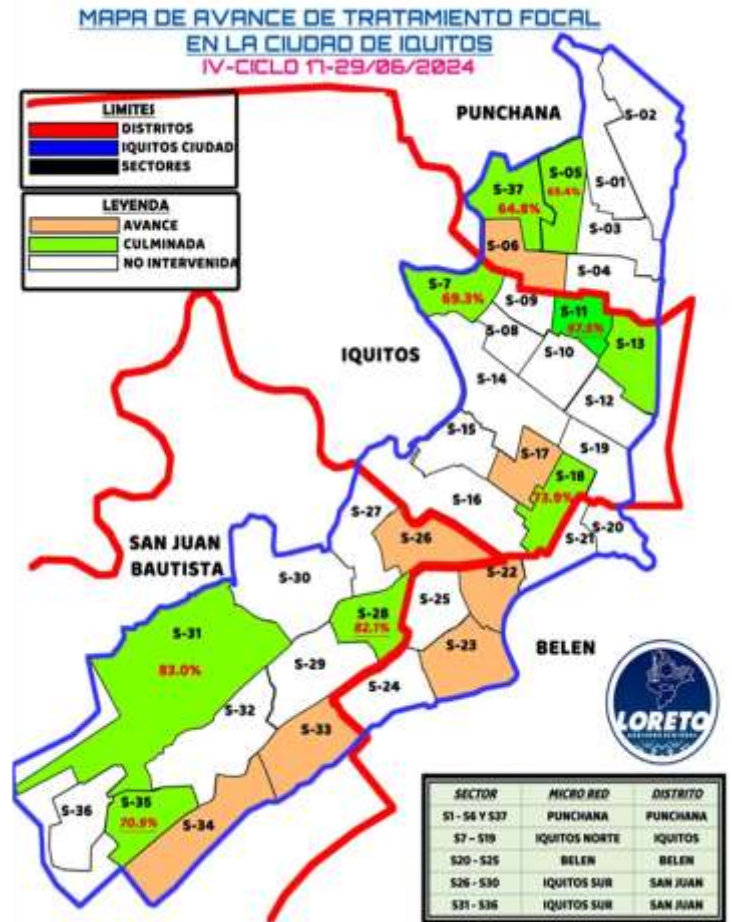 MAPA DE AVANCE DE TRATAMIENTO FOCAL
EN LA CIUDAD DE IQUITOS
IV-CICLO 17-29/06/2024
LIMITES
DISTRITOS
IQUITOS CIUDAD
SECTORES
LEYENDA
AVANCE
CULMINADA
NO INTERVENIDA
PUNCHANA
S-02
S-05
S-37
64.8%
S-01
S-03
S-06
S-04
S-7
69.3%
S-09
S-11
S-08
S-13
S-10
IQUITOS
S-14
S-12
S-15
S-19
S-17
S-18
73.9%
S-16
S-27
S-20
S-21
S-26
SAN JUAN
BAUTISTA
S-30
S-22
S-25
S-28
82.1%
S-31
83.0%
S-23
BELEN
S-29
S-24
S-32
S-33
S-36
S-35
70.9%
S-34
LORETO
SECTOR MICRO RED DISTRITO
S1 - S6 Y S37 PUNCHANA PUNCHANA
S7 - S19 IQUITOS NORTE IQUITOS
S20 - S25 BELEN BELEN
S26 - S30 IQUITOS SUR SAN JUAN
S31 - S36 IQUITOS SUR SAN JUAN